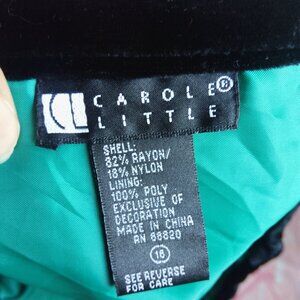 CAROLE®
LITTLE
SHELL:
82% RAYON/
18% NYLON
LINING:
100% POLY
EXCLUSIVE OF
DECORATION
MADE IN CHINA
RN 66820
16
SEE REVERSE
FOR CARE